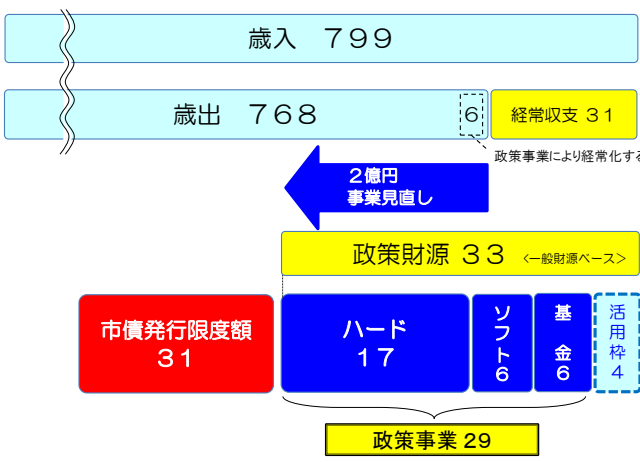 歳入　７９９
歳出　７６８
６
経常収支 ３１
政策事業により経常化する
２億円
事業見直し
政策財源 ３３ <一般財源ベース>
市債発行限度額
３１
ハード
１７
ソフト６
基金６
活用枠４
政策事業 29